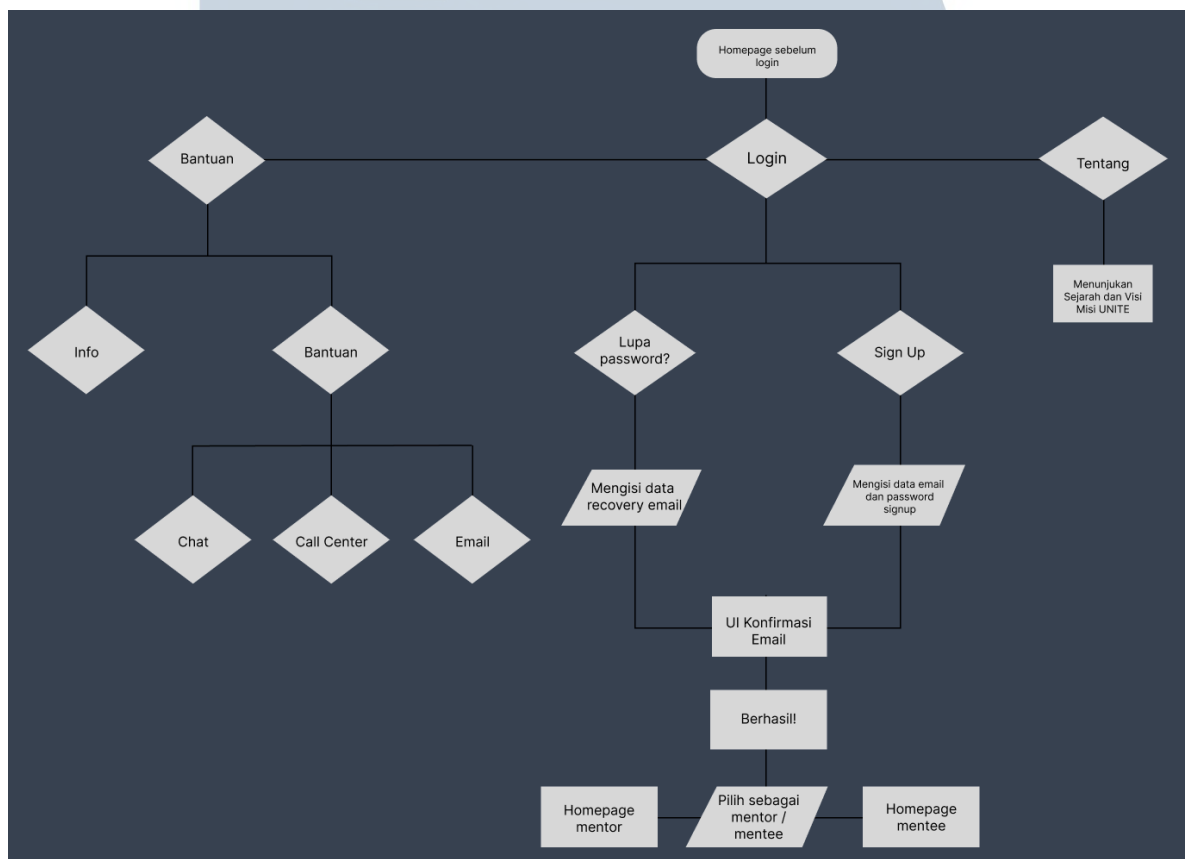 Homepage sebelum
login
Bantuan
Login
Tentang
Menunjukan
Sejarah dan Visi
Misi UNITE
Info
Bantuan
Lupa
password?
Sign Up
Mengisi data
recovery email
Mengisi data email
dan password
signup
Chat
Call Center
Email
UI Konfirmasi
Email
Berhasil!
Homepage
mentor
Pilih sebagai
mentor /
mentee
Homepage
mentee